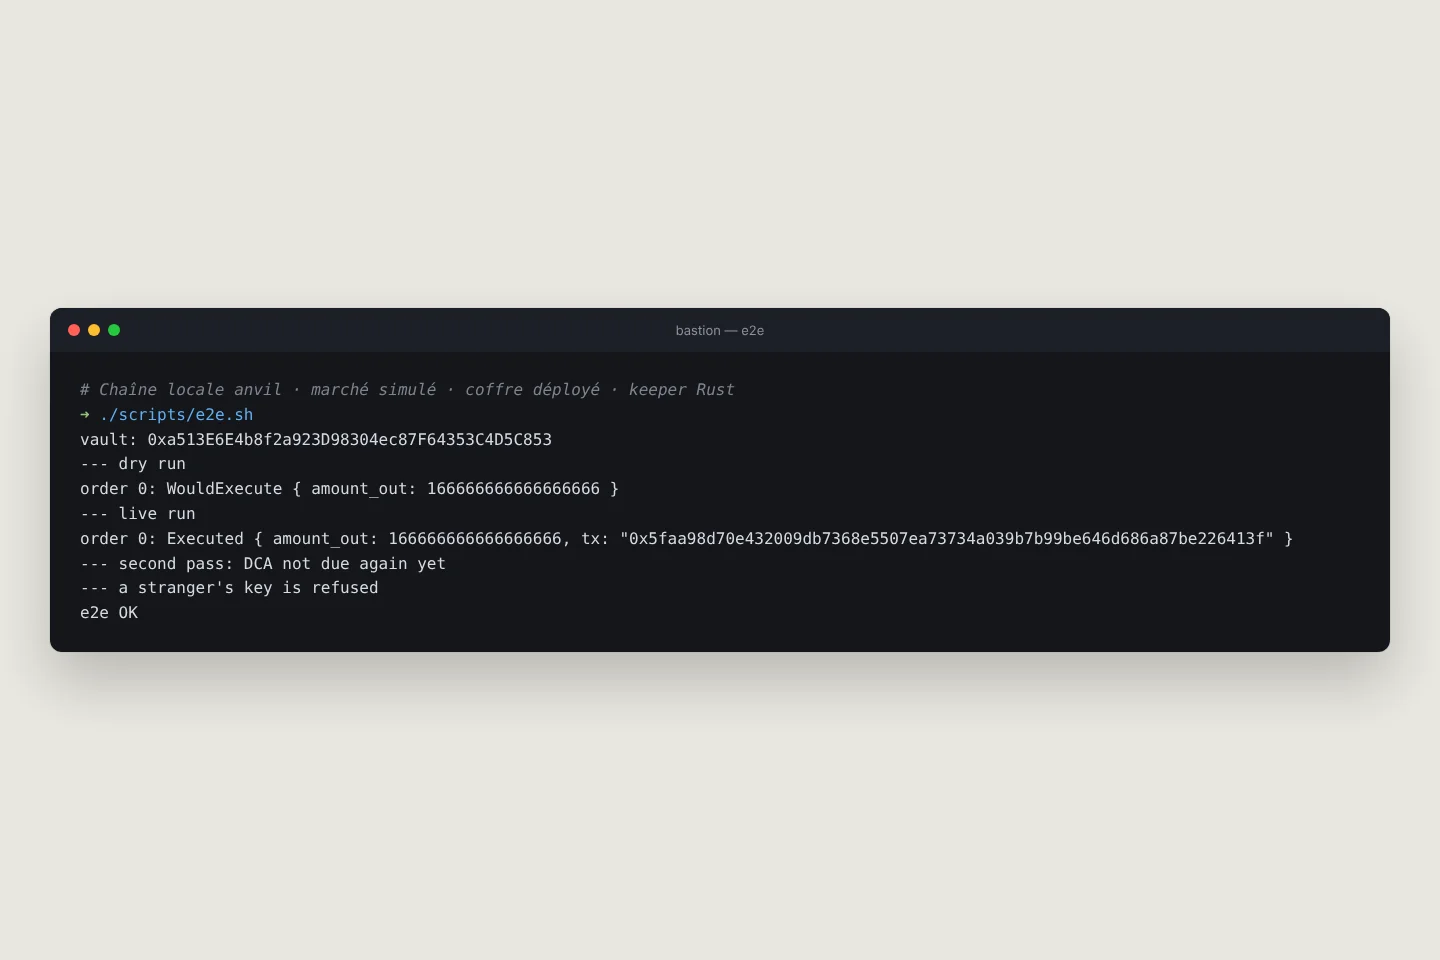 bastion — e2e
# Chaîne locale anvil · marché simulé · coffre déployé · keeper Rust
➜ ./scripts/e2e.sh
vault: 0xa513E6E4b8f2a923D98304ec87F64353C4D5C853
--- dry run
order 0: WouldExecute { amount_out: 166666666666666666 }
--- live run
order 0: Executed { amount_out: 166666666666666666, tx: "0x5faa98d70e432009db7368e5507ea73734a039b7b99be646d686a87be226413f" }
--- second pass: DCA not due again yet
--- a stranger's key is refused
e2e OK